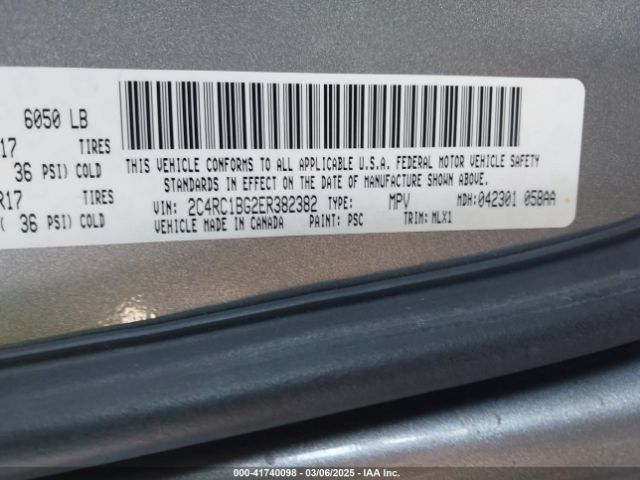 6050 LB
17 TIRES
36 PSI) COLD
R17 TIRES
( 36 PSI) COLD
THIS VEHICLE CONFORMS TO ALL APPLICABLE U.S.A. FEDERAL MOTOR VEHICLE SAFETY
STANDARDS IN EFFECT ON THE DATE OF MANUFACTURE SHOWN ABOVE.
VIN: 2C4RC1BG2ER382382 TYPE: MPV MDH:042301 058AA
VEHICLE MADE IN CANADA PAINT: PSC TRIM: MLX1
000-41740098 - 03/06/2025 - IAA Inc.